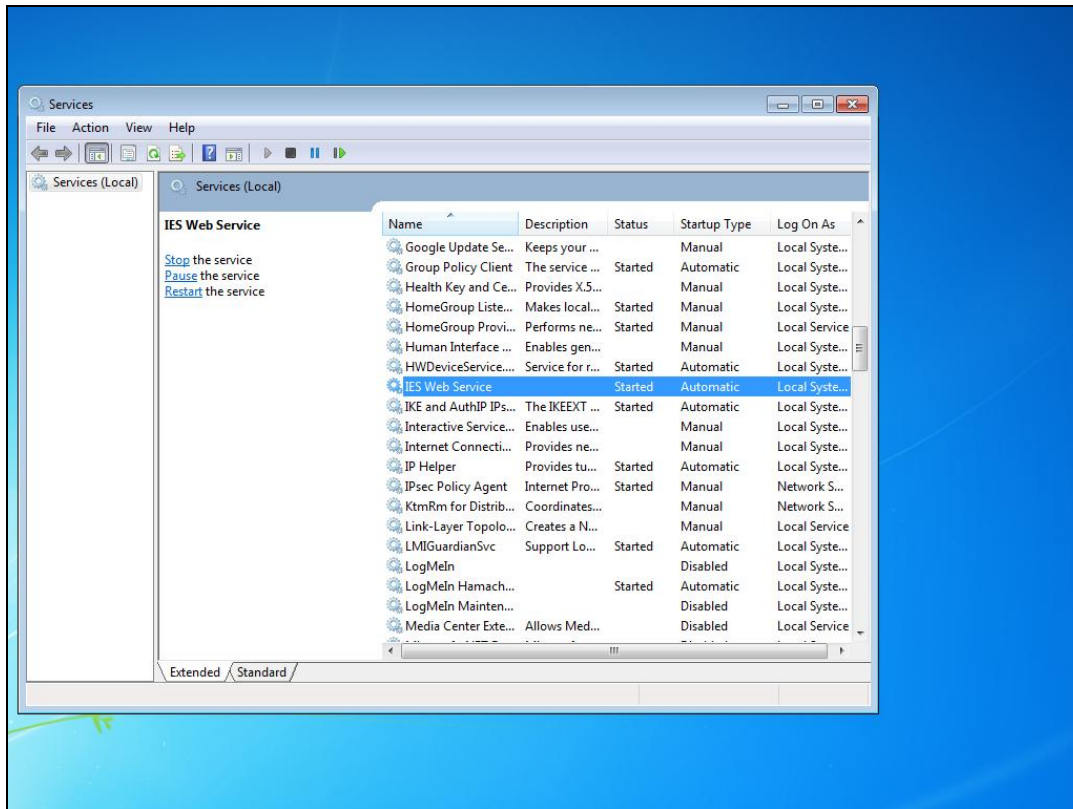 Services
File Action View Help
Services (Local)
Services (Local)
IES Web Service
Stop the service
Pause the service
Restart the service
Name Description Status Startup Type Log On As
Google Update Se... Keeps your ... Manual Local Syste...
Group Policy Client The service ... Started Automatic Local Syste...
Health Key and Ce... Provides X.5... Manual Local Syste...
HomeGroup Liste... Makes local... Started Manual Local Syste...
HomeGroup Provi... Performs ne... Started Manual Local Service
Human Interface ... Enables gen... Manual Local Syste...
HWDeviceService.... Service for r... Started Automatic Local Syste...
IES Web Service Started Automatic Local Syste...
IKE and AuthIP IPs... The IKEEXT ... Started Automatic Local Syste...
Interactive Service... Enables use... Manual Local Syste...
Internet Connecti... Provides ne... Manual Local Syste...
IP Helper Provides tu... Started Automatic Local Syste...
IPsec Policy Agent Internet Pro... Started Manual Network S...
KtmRm for Distrib... Coordinates... Manual Network S...
Link-Layer Topolo... Creates a N... Manual Local Service
LMIGuardianSvc Support Lo... Started Automatic Local Syste...
LogMeIn Disabled Local Syste...
LogMeIn Hamach... Started Automatic Local Syste...
LogMeIn Mainten... Disabled Local Syste...
Media Center Exte... Allows Med... Disabled Local Service
Extended Standard